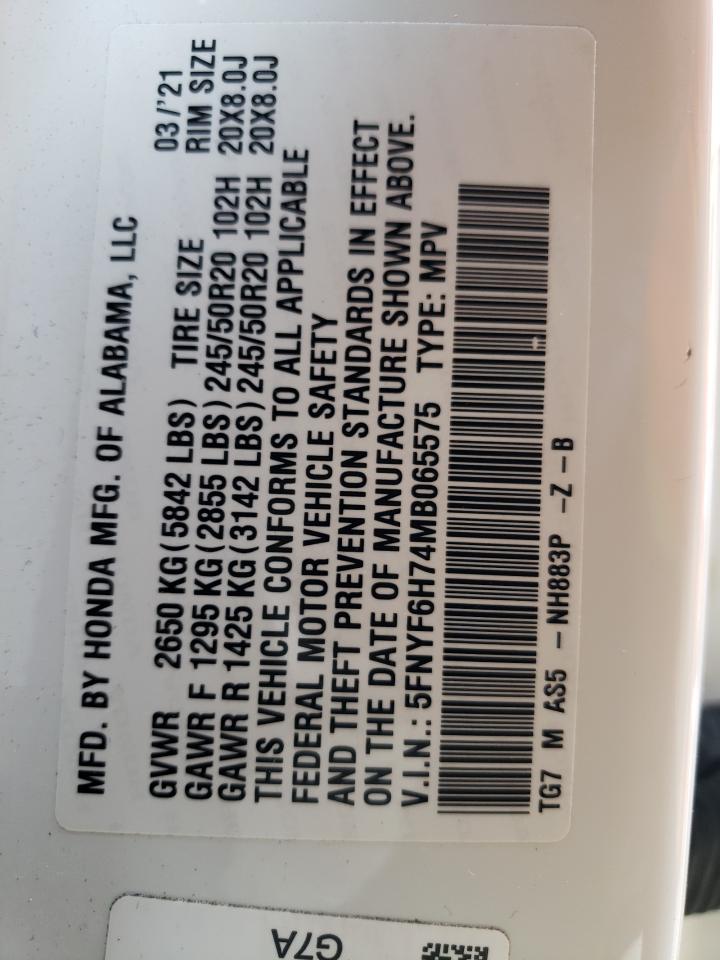 MFD. BY HONDA MFG. OF ALABAMA, LLC
03/'21
GVWR 2650 KG(5842 LBS) TIRE SIZE RIM SIZE
GAWR F 1295 KG(2855 LBS)245/50R20 102H 20X8.0J
GAWR R 1425 KG(3142 LBS)245/50R20 102H 20X8.0J
THIS VEHICLE CONFORMS TO ALL APPLICABLE
FEDERAL MOTOR VEHICLE SAFETY
AND THEFT PREVENTION STANDARDS IN EFFECT
ON THE DATE OF MANUFACTURE SHOWN ABOVE.
V.I.N.: 5FNYF6H74MB065575 TYPE: MPV
TG7 M AS5 -NH883P -Z-B
G7A